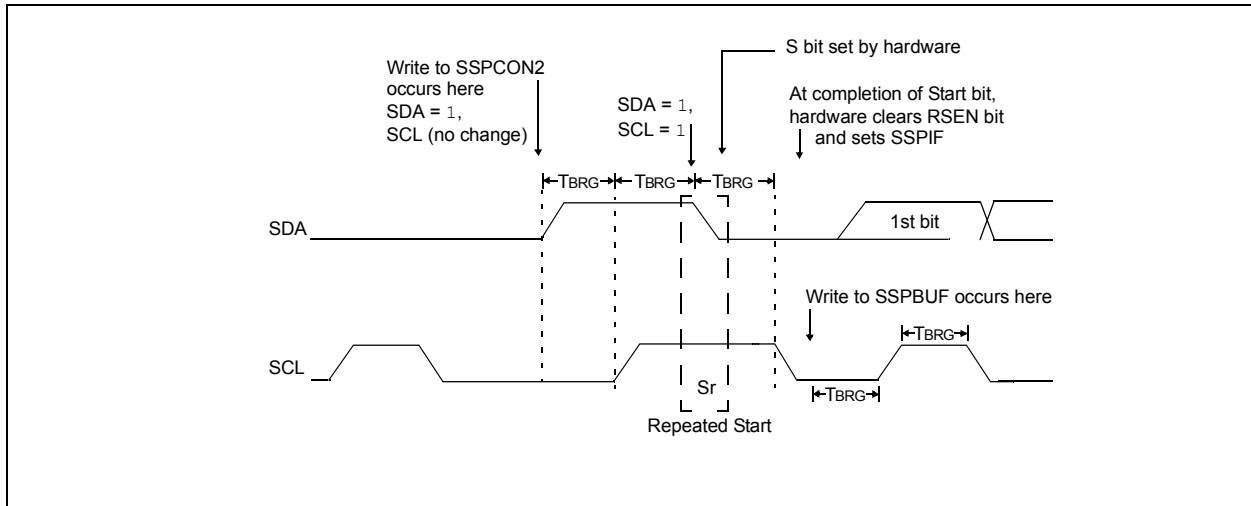 S bit set by hardware
Write to SSPCON2
occurs here
SDA = 1,
SCL (no change)
SDA = 1,
SCL = 1
At completion of Start bit,
hardware clears RSEN bit
and sets SSPIF
TBRG TBRG TBRG
SDA
1st bit
Write to SSPBUF occurs here
TBRG
SCL
Sr
TBRG
Repeated Start